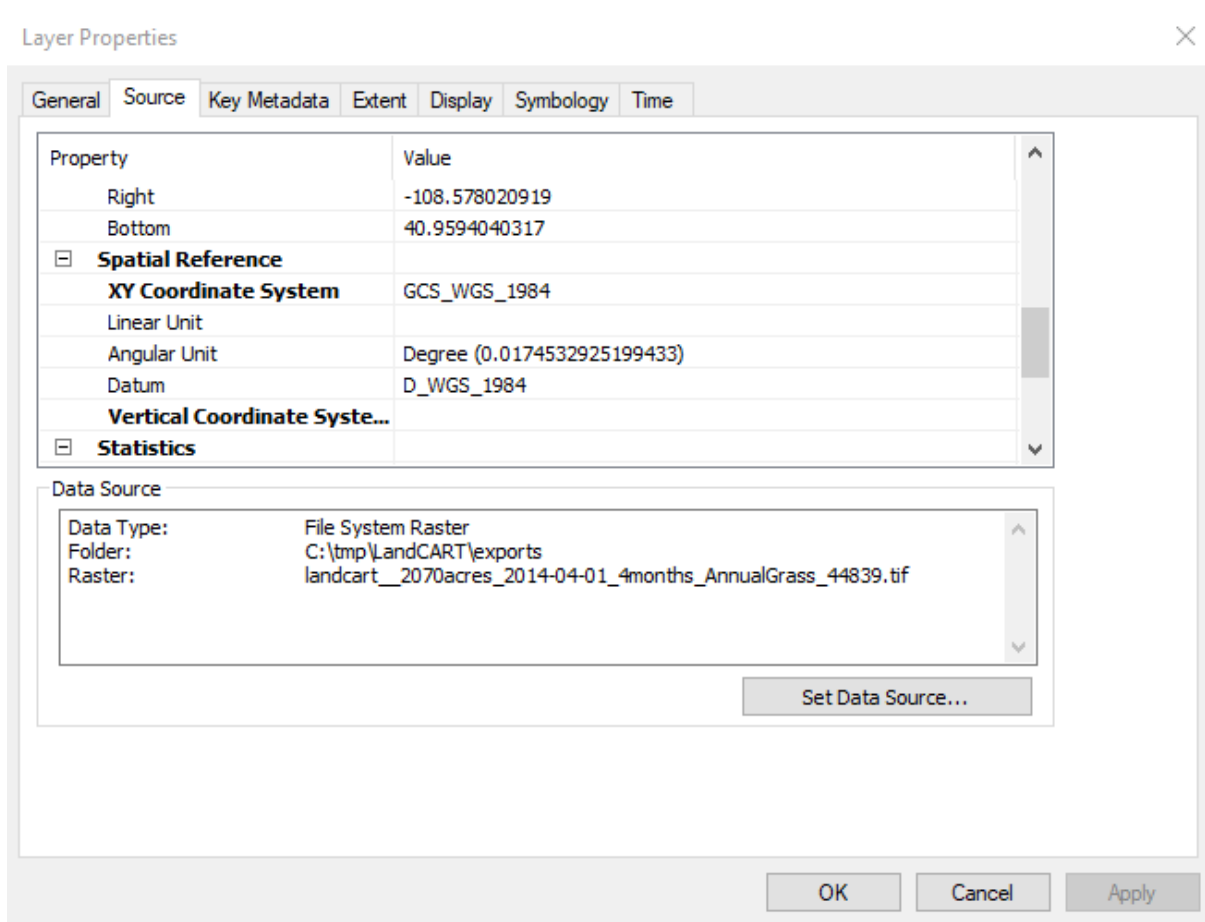 Layer Properties
General Source Key Metadata Extent Display Symbology Time
Property Value
Right -108.578020919
Bottom 40.9594040317
Spatial Reference
XY Coordinate System GCS_WGS_1984
Linear Unit
Angular Unit Degree (0.0174532925199433)
Datum D_WGS_1984
Vertical Coordinate Syste...
Statistics
Data Source
Data Type: File System Raster
Folder: C:\tmp\LandCART\exports
Raster: landcart__2070acres_2014-04-01_4months_AnnualGrass_44839.tif
Set Data Source...
OK Cancel Apply